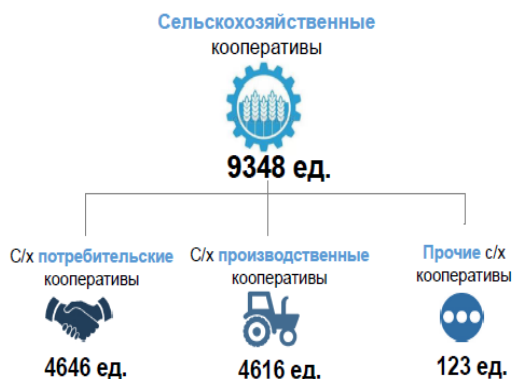 Сельскохозяйственные
кооперативы
9348 ед.
С/х потребительские
кооперативы
4646 ед.
С/х производственные
кооперативы
4616 ед.
Прочие с/х
кооперативы
123 ед.